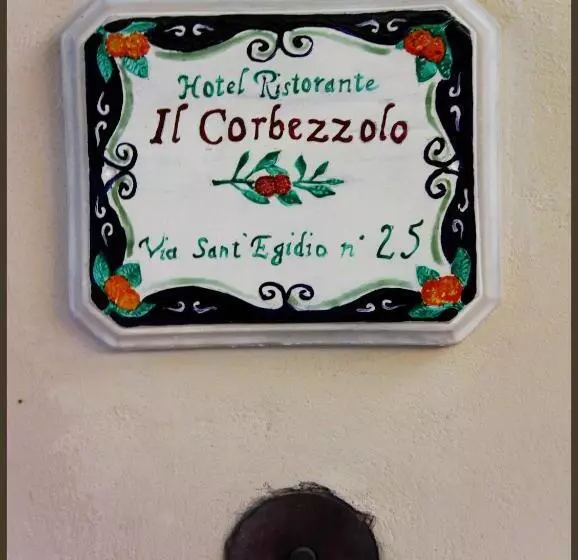 Hotel Ristorante
Il Corbezzolo
Via Sant'Egidio n° 25